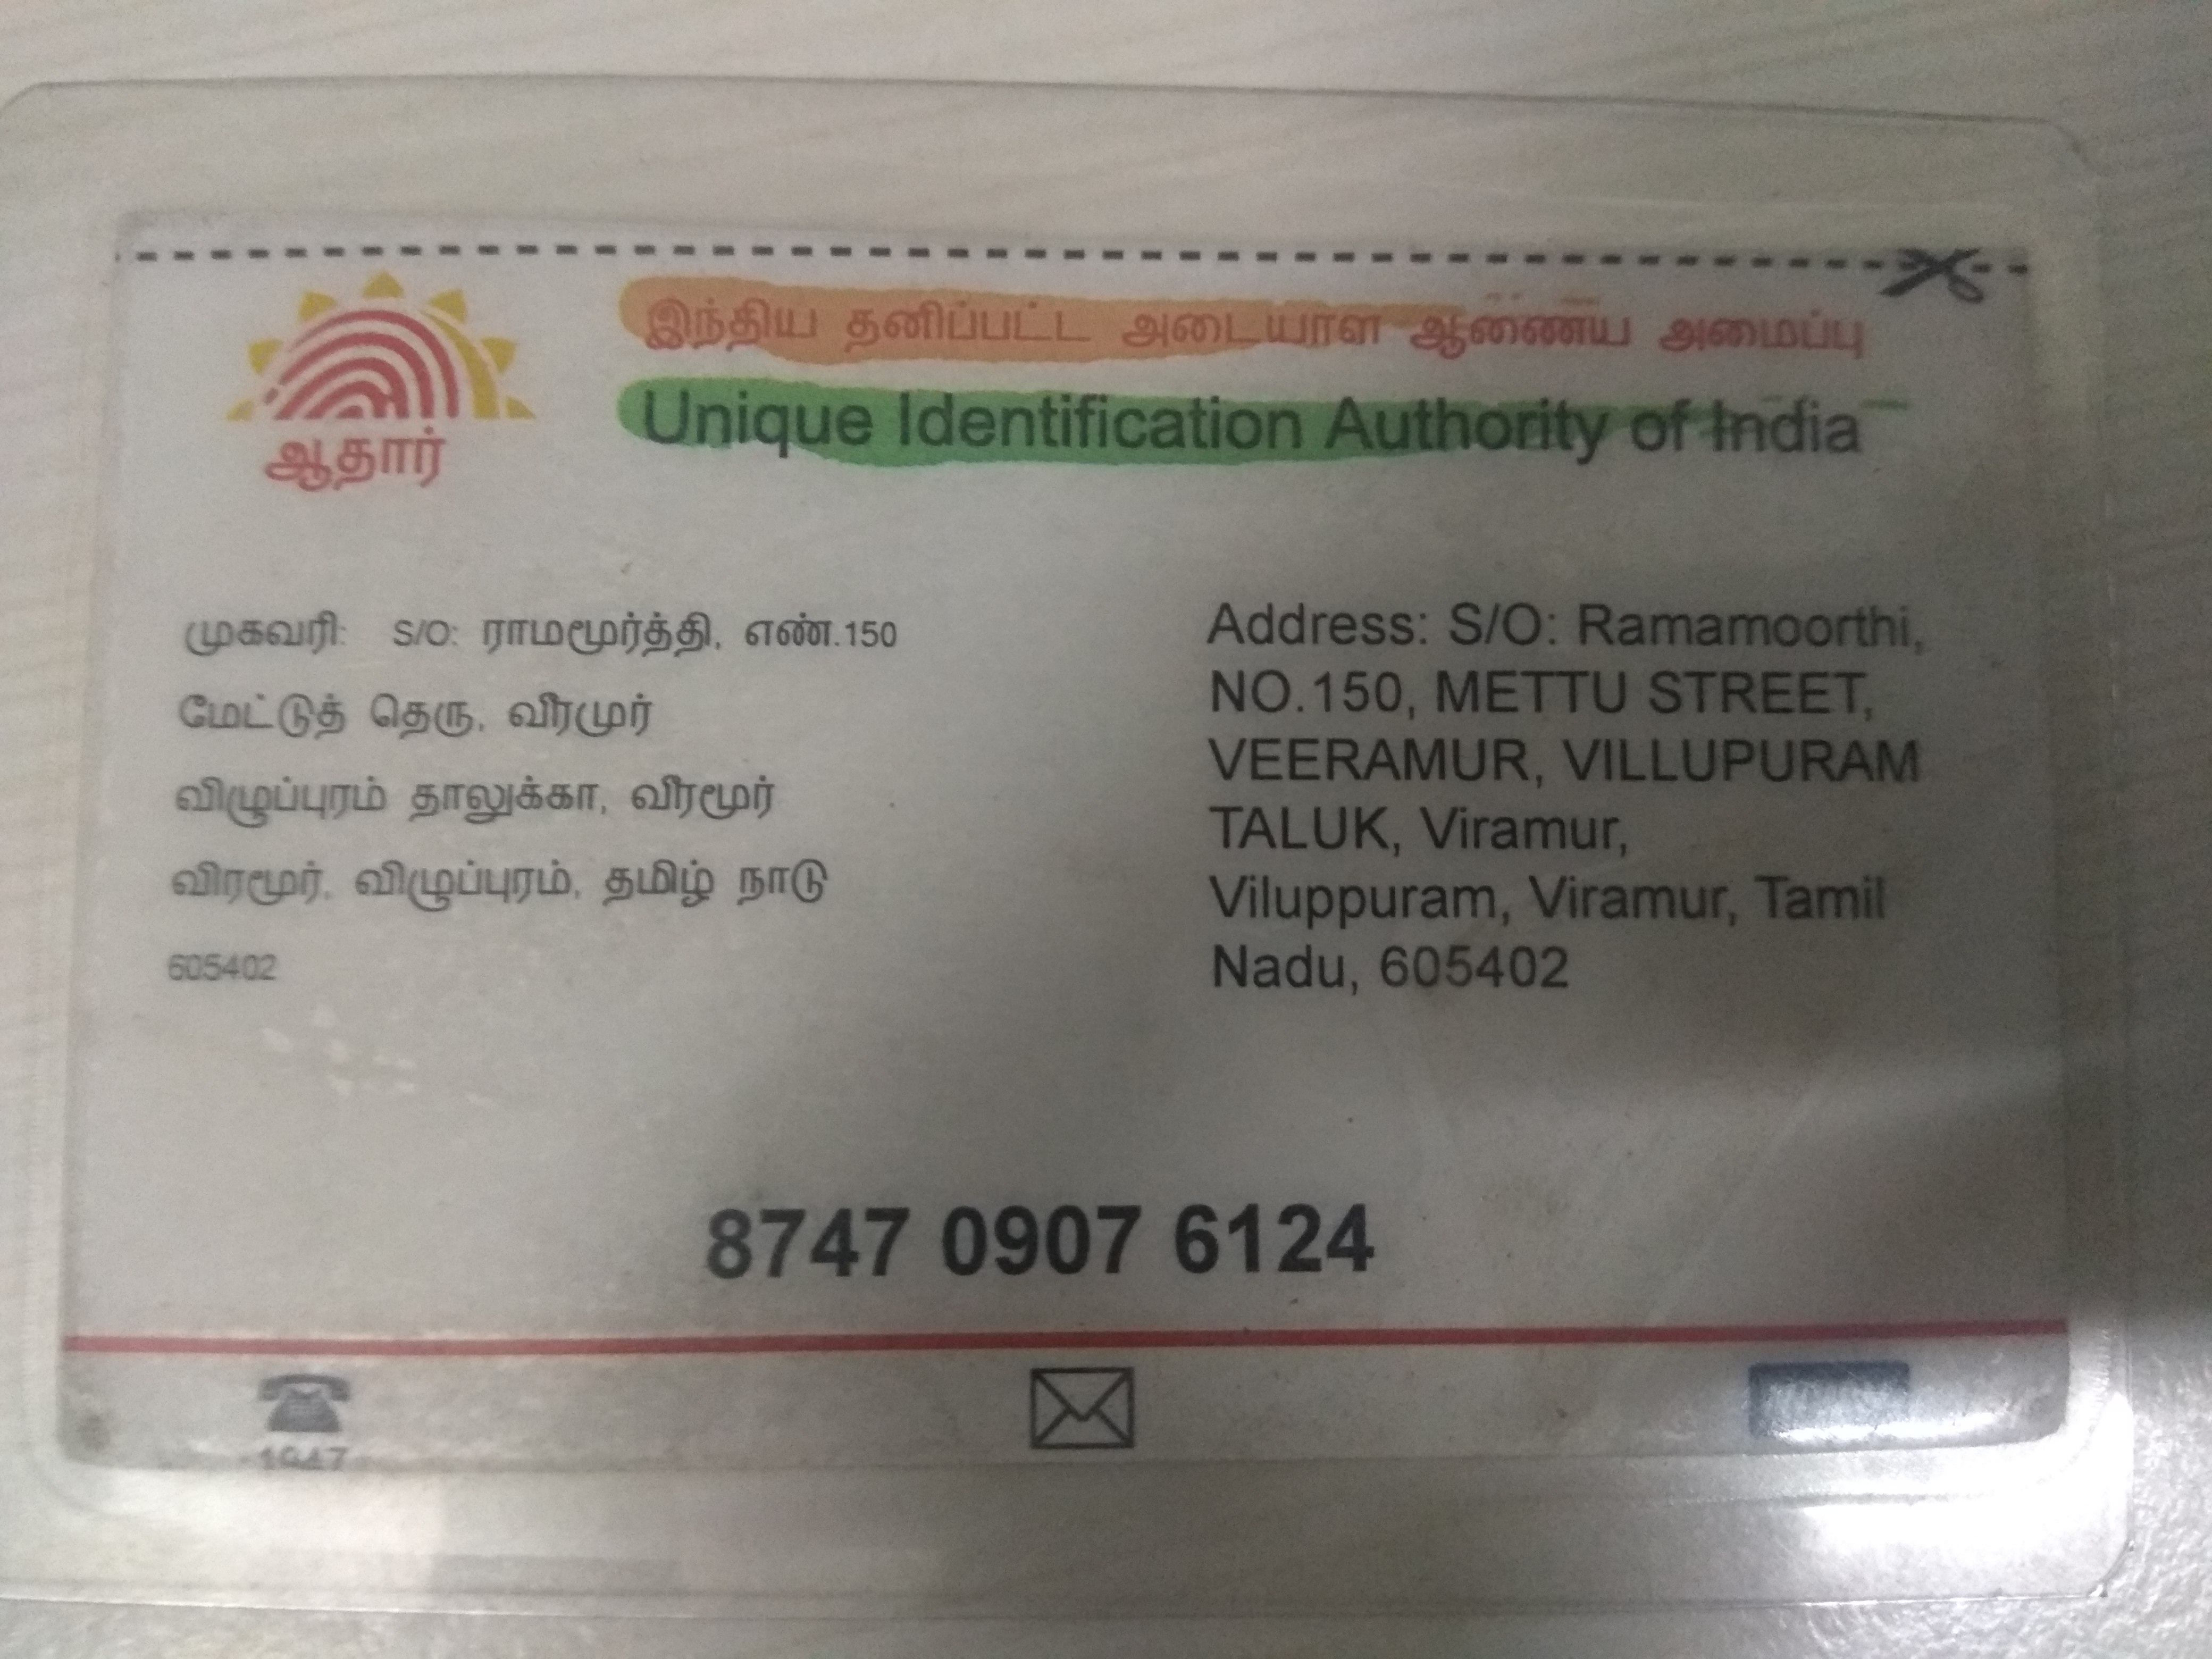 இந்திய தனிப்பட்ட அடையாள ஆணைய அமைப்பு
Unique Identification Authority of India
ஆதார்
முகவரி: S/O: ராமமூர்த்தி, எண்.150
மேட்டுத் தெரு, வீரமுர்
விழுப்புரம் தாலுக்கா, வீரமூர்
விரமூர், விழுப்புரம், தமிழ் நாடு
605402
Address: S/O: Ramamoorthi,
NO.150, METTU STREET,
VEERAMUR, VILLUPURAM
TALUK, Viramur,
Viluppuram, Viramur, Tamil
Nadu, 605402
8747 0907 6124
1947